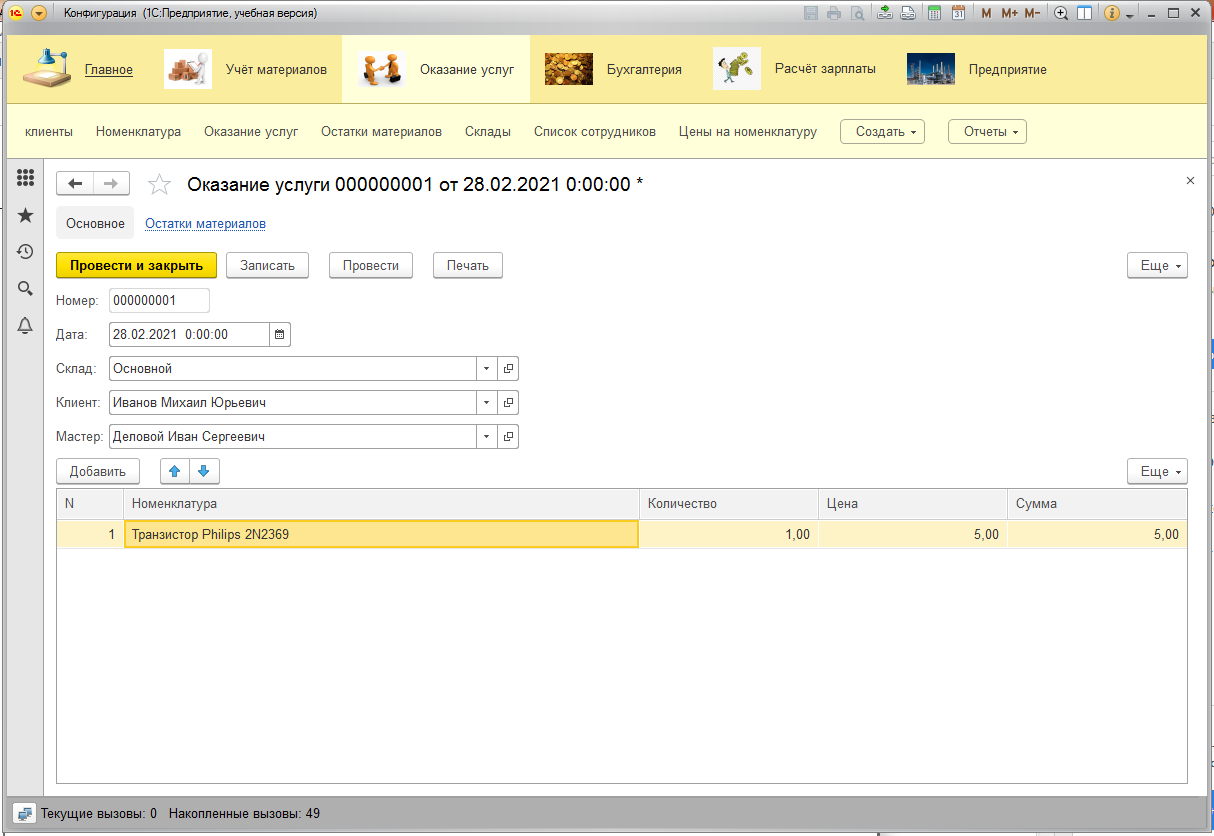 Конфигурация (1С:Предприятие, учебная версия)
31 M M+ M-
Главное Учёт материалов Оказание услуг Бухгалтерия Расчёт зарплаты Предприятие
клиенты Номенклатура Оказание услуг Остатки материалов Склады Список сотрудников Цены на номенклатуру Создать Отчеты
Оказание услуги 000000001 от 28.02.2021 0:00:00 *
Основное Остатки материалов
Провести и закрыть Записать Провести Печать Еще
Номер: 000000001
Дата: 28.02.2021 0:00:00
Склад: Основной
Клиент: Иванов Михаил Юрьевич
Мастер: Деловой Иван Сергеевич
Добавить Еще
N Номенклатура Количество Цена Сумма
1 Транзистор Philips 2N2369 1,00 5,00 5,00
Текущие вызовы: 0 Накопленные вызовы: 49